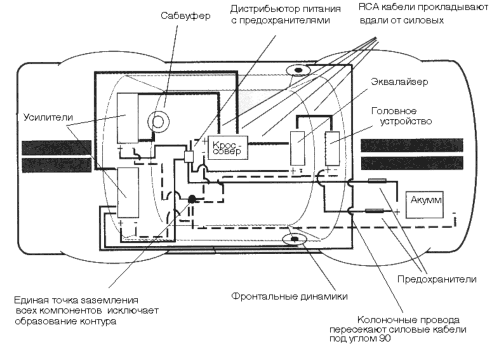 Сабвуфер
Дистрибьютор питания
с предохранителями
RCA кабели прокладывают
вдали от силовых
Эквалайзер
Головное
устройство
Усилители
Крос-
совер
Акумм
Предохранители
Фронтальные динамики
Единая точка заземления
всех компонентов исключает
образование контура
Колоночные провода
пересекают силовые кабели
под углом 90